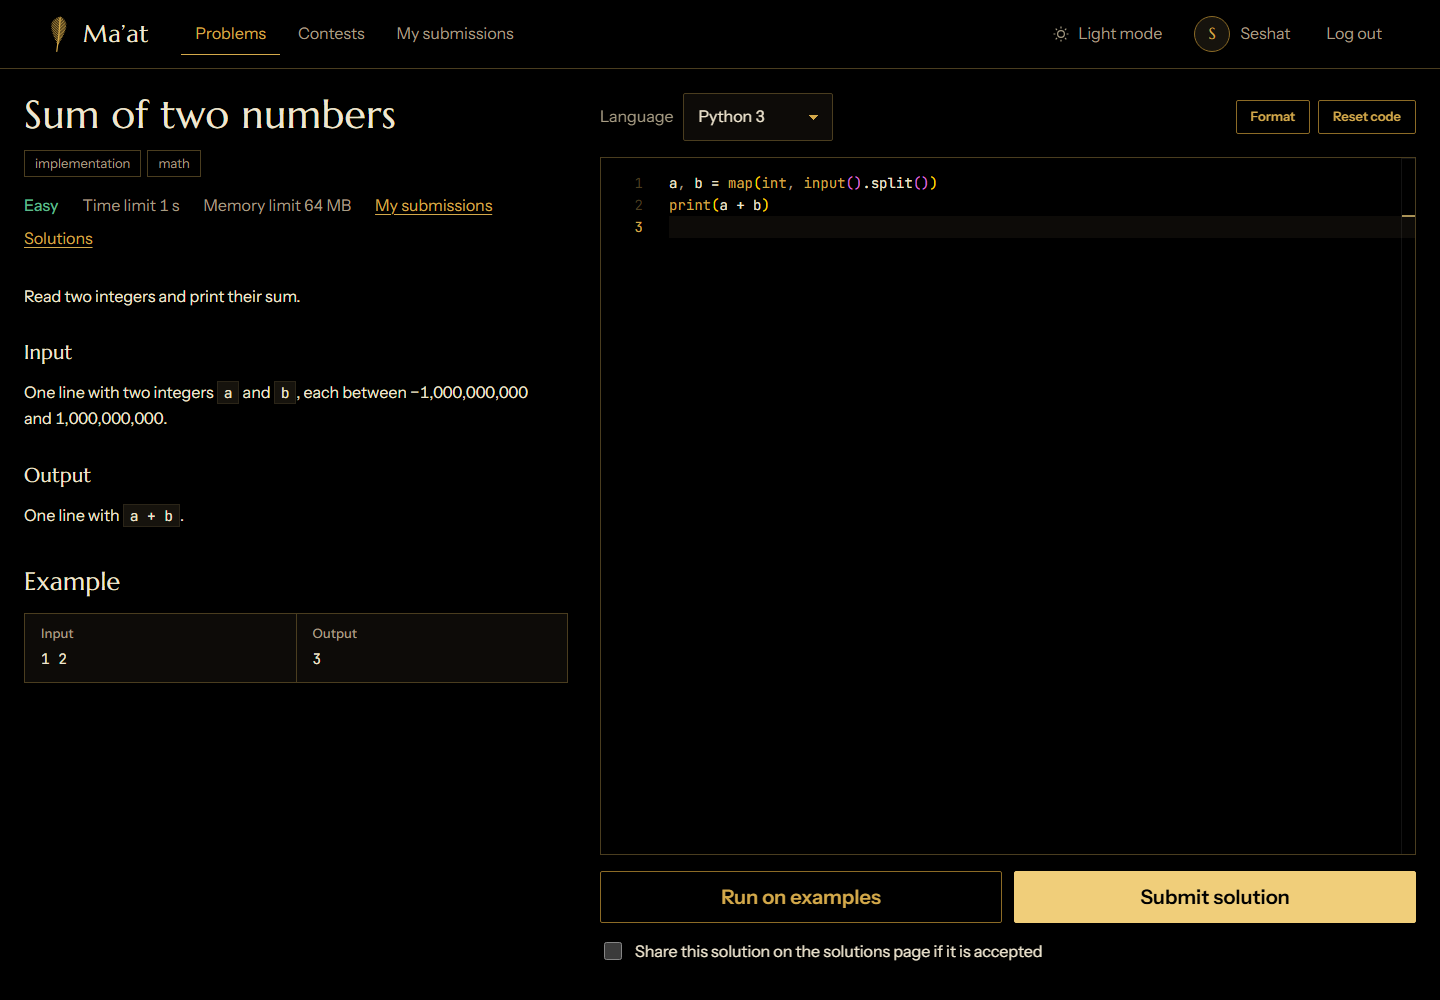 Ma’at
Problems
Contests
My submissions
Light mode
S
Seshat
Log out
Sum of two numbers
implementation
math
Easy
Time limit 1 s
Memory limit 64 MB
My submissions
Solutions
Read two integers and print their sum.
Input
One line with two integers a and b, each between −1,000,000,000
and 1,000,000,000.
Output
One line with a + b.
Example
Input
1 2
Output
3
Language
Python 3
Format
Reset code
1 a, b = map(int, input().split())
2 print(a + b)
3
Run on examples
Submit solution
Share this solution on the solutions page if it is accepted